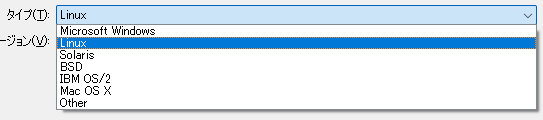 タイプ(T): Linux
Microsoft Windows
ージョン(V): Linux
Solaris
BSD
IBM OS/2
Mac OS X
Other